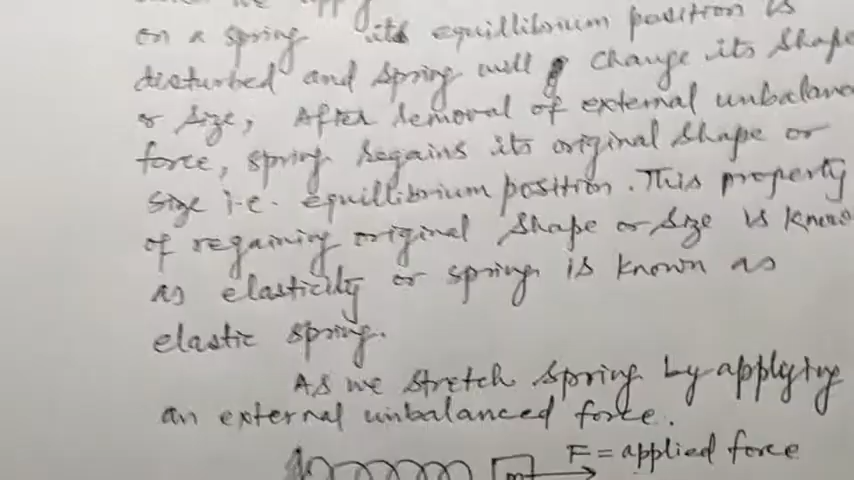 on a spring its equillibrium position is
disturbed and spring will change its shape
or size, After removal of external unbalance
force, spring regains its original shape or
size i.e. equillibrium position. This property
of regaining original shape or size is know
as elasticity or spring is known as
elastic spring.
As we stretch spring by applying
an external unbalanced force.
F = applied force
m